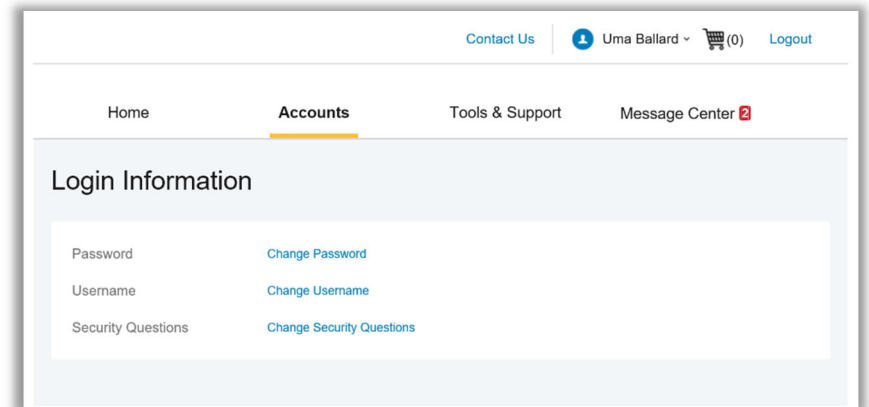 Contact Us Uma Ballard (0) Logout
Home Accounts Tools & Support Message Center 2
Login Information
Password Change Password
Username Change Username
Security Questions Change Security Questions